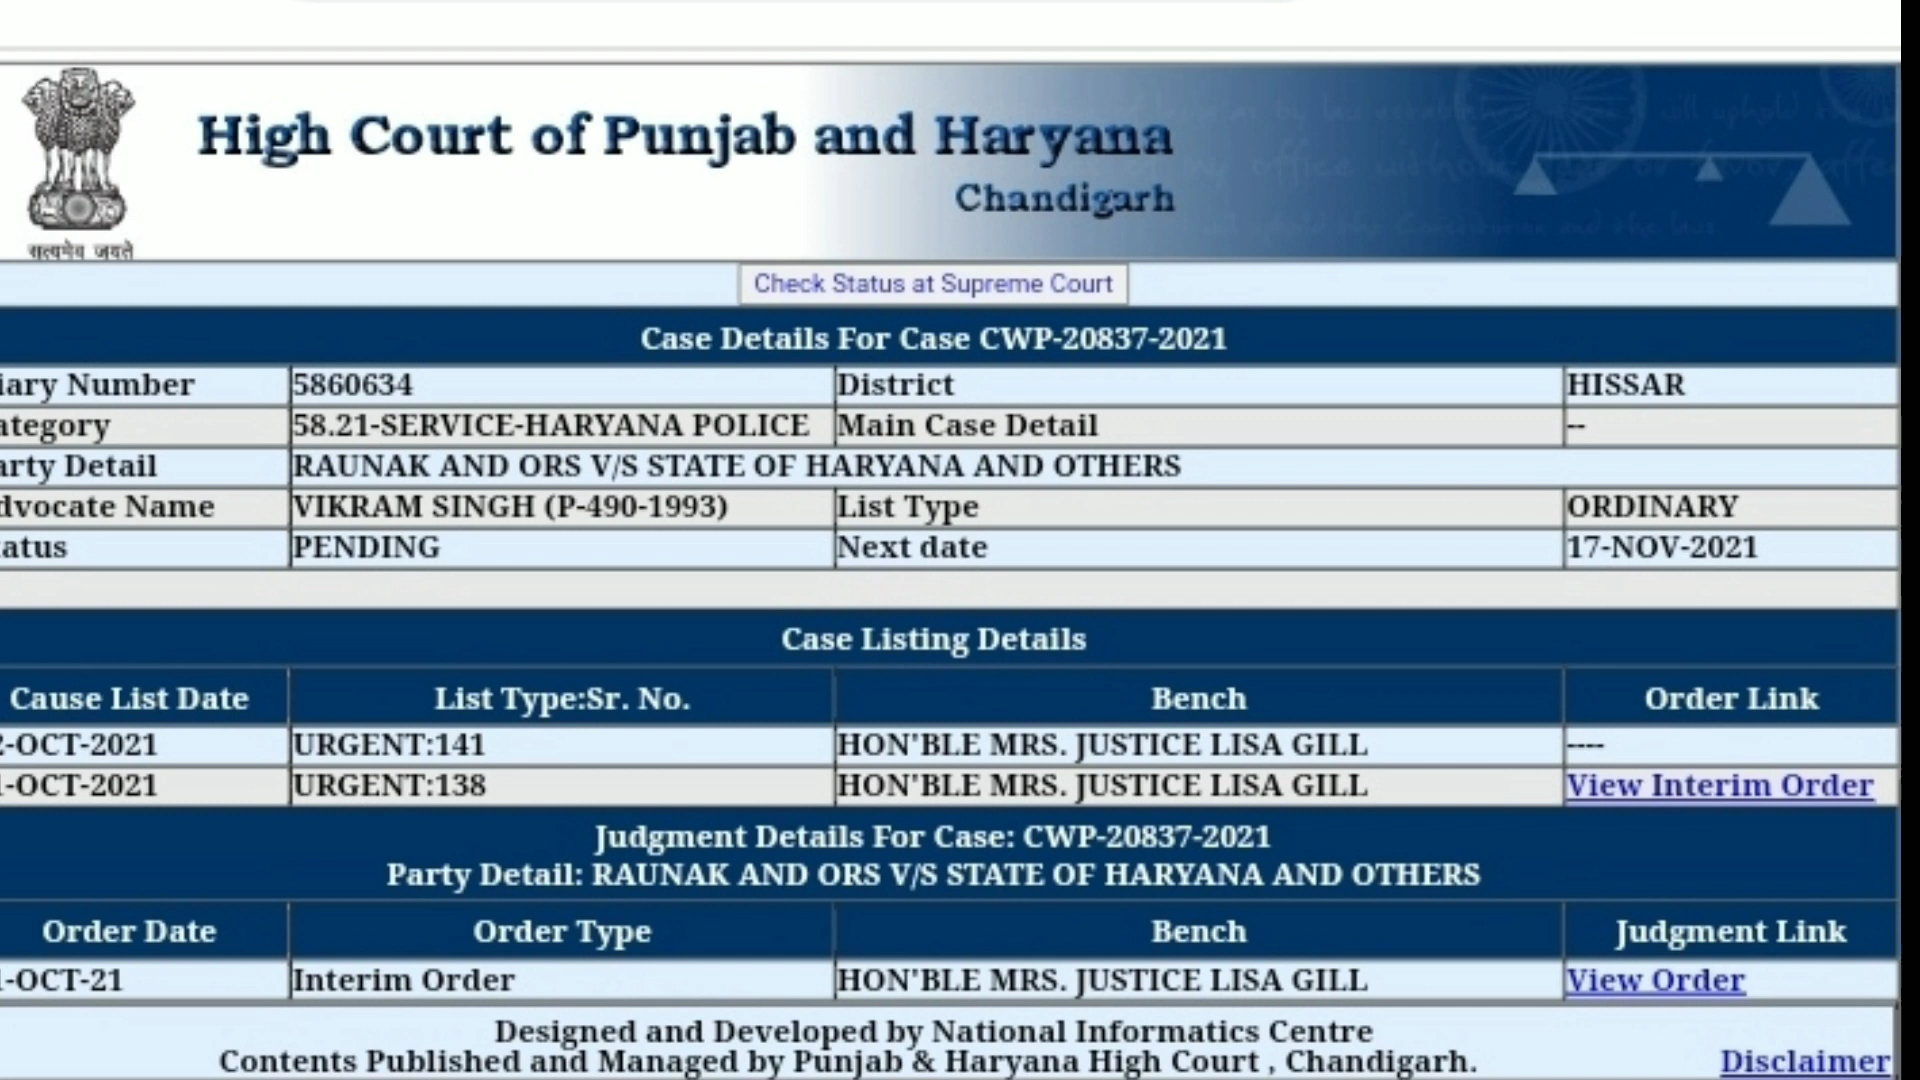 High Court of Punjab and Haryana
Chandigarh
सत्यमेव जयते
Check Status at Supreme Court
Case Details For Case CWP-20837-2021
iary Number 5860634 District HISSAR
ategory 58.21-SERVICE-HARYANA POLICE Main Case Detail --
arty Detail RAUNAK AND ORS V/S STATE OF HARYANA AND OTHERS
dvocate Name VIKRAM SINGH (P-490-1993) List Type ORDINARY
atus PENDING Next date 17-NOV-2021
Case Listing Details
Cause List Date List Type:Sr. No. Bench Order Link
-OCT-2021 URGENT:141 HON'BLE MRS. JUSTICE LISA GILL ----
-OCT-2021 URGENT:138 HON'BLE MRS. JUSTICE LISA GILL View Interim Order
Judgment Details For Case: CWP-20837-2021
Party Detail: RAUNAK AND ORS V/S STATE OF HARYANA AND OTHERS
Order Date Order Type Bench Judgment Link
-OCT-21 Interim Order HON'BLE MRS. JUSTICE LISA GILL View Order
Designed and Developed by National Informatics Centre
Contents Published and Managed by Punjab & Haryana High Court , Chandigarh.
Disclaimer